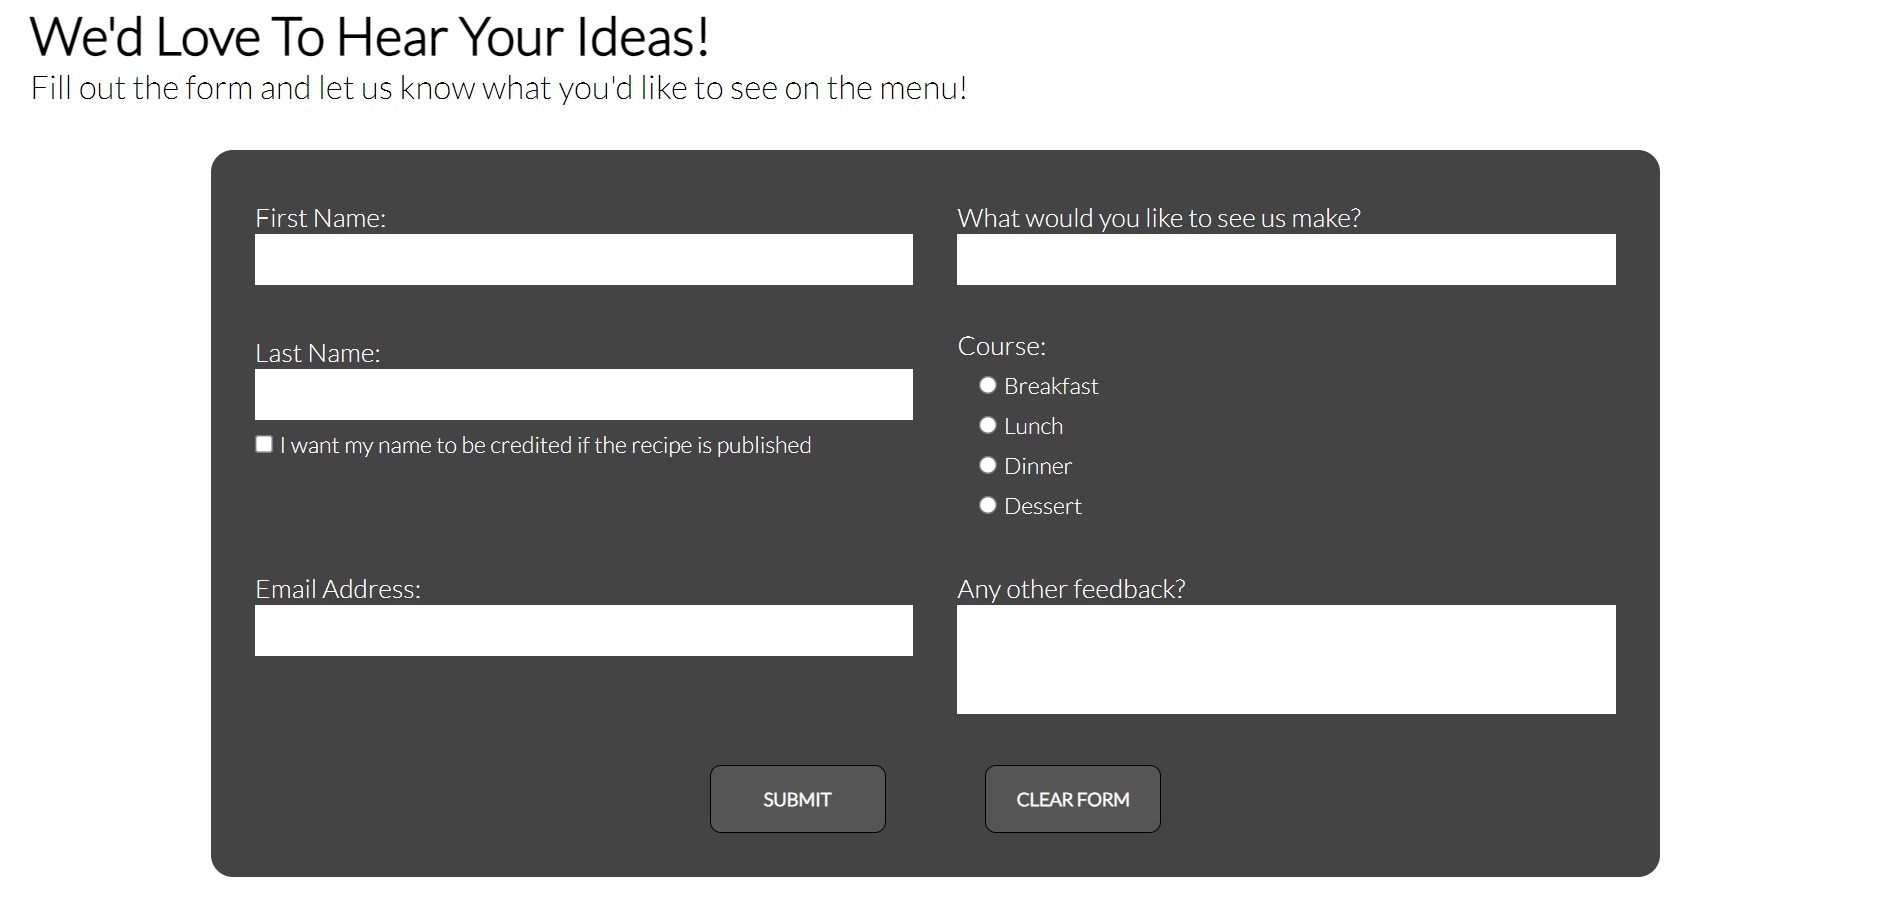 We'd Love To Hear Your Ideas!
Fill out the form and let us know what you'd like to see on the menu!
First Name:
Last Name:
I want my name to be credited if the recipe is published
Email Address:
What would you like to see us make?
Course:
Breakfast
Lunch
Dinner
Dessert
Any other feedback?
SUBMIT
CLEAR FORM